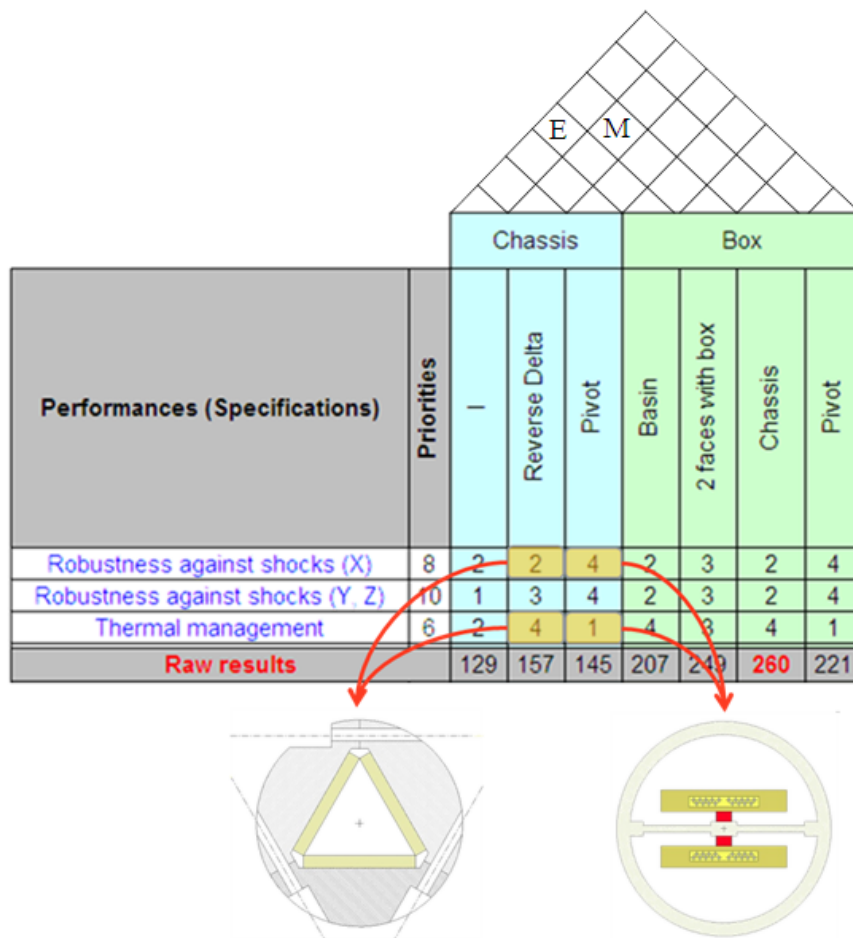 E M
Chassis Box
Performances (Specifications) Priorities I Reverse Delta Pivot Basin 2 faces with box Chassis Pivot
Robustness against shocks (X) 8 2 2 4 2 3 2 4
Robustness against shocks (Y, Z) 10 1 3 4 2 3 2 4
Thermal management 6 2 4 1 4 3 4 1
Raw results 129 157 145 207 249 260 221